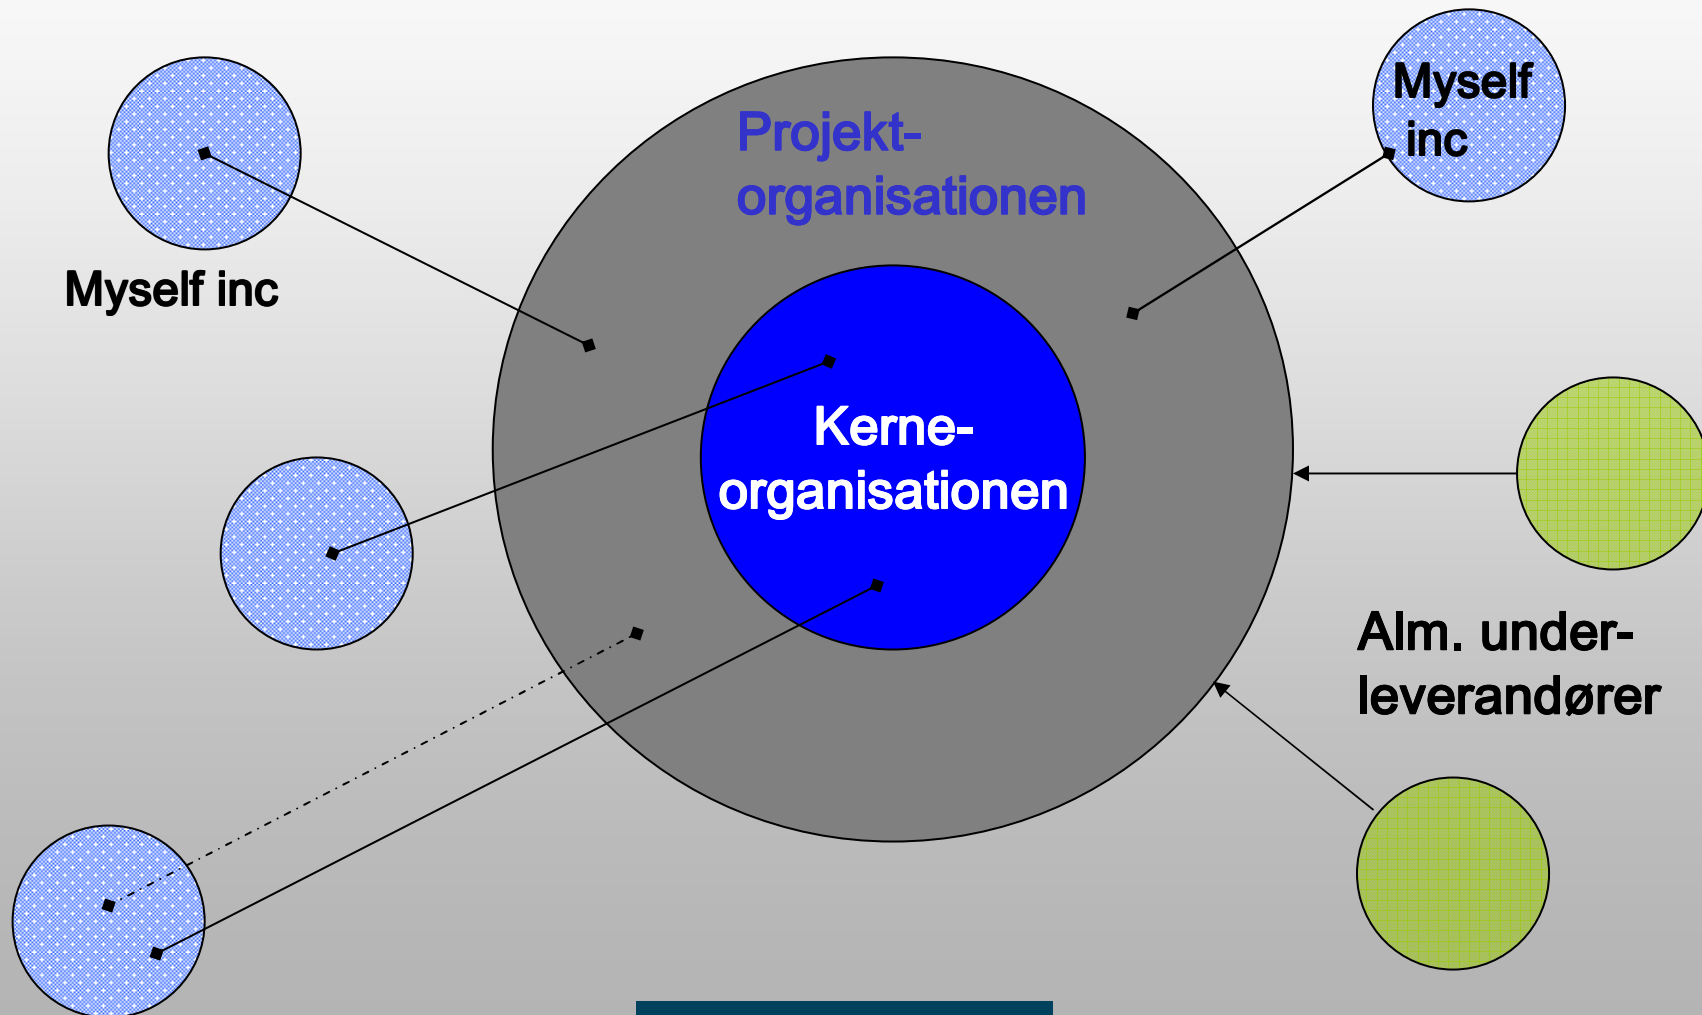 Myself
inc
Projekt-
organisationen
Myself inc
Kerne-
organisationen
Alm. under-
leverandører